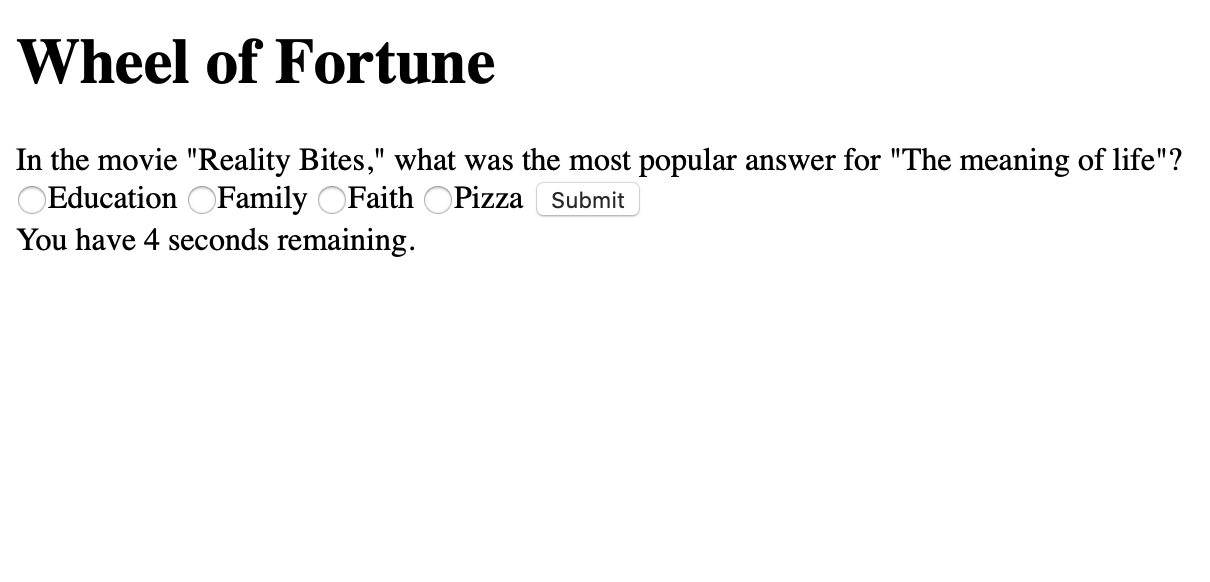 Wheel of Fortune
In the movie "Reality Bites," what was the most popular answer for "The meaning of life"?
Education Family Faith Pizza Submit
You have 4 seconds remaining.